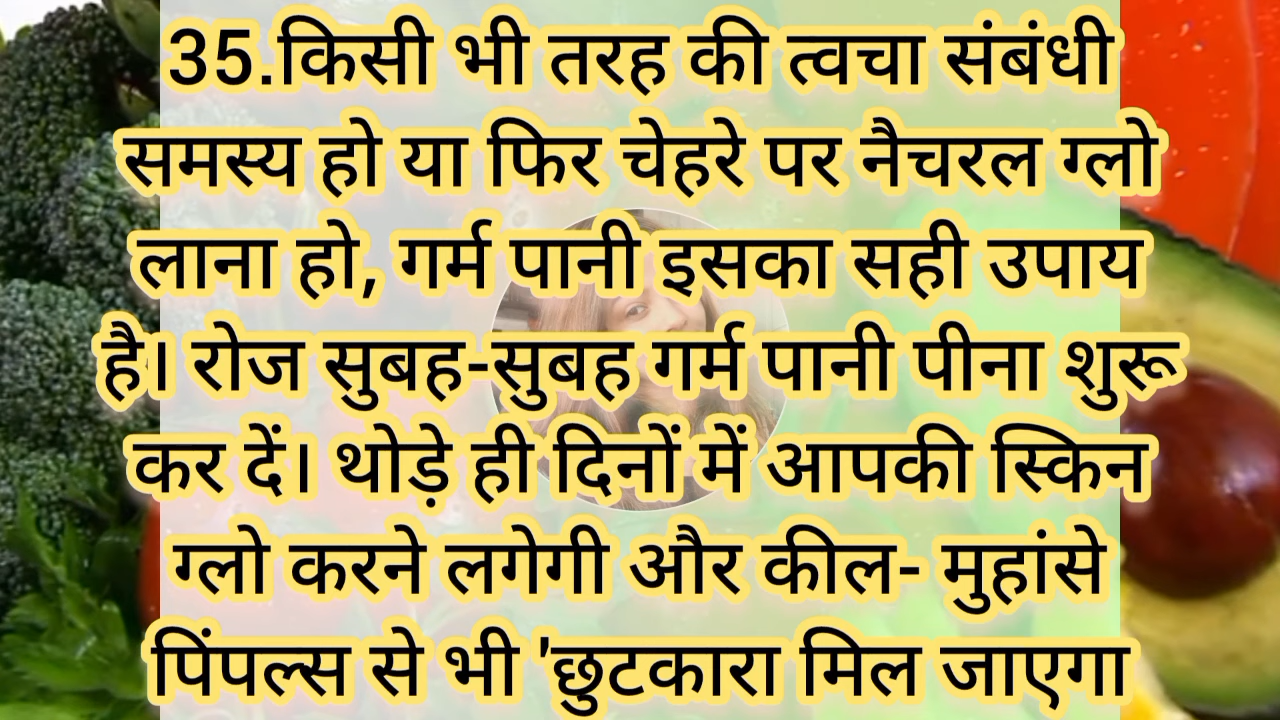 35.किसी भी तरह की त्वचा संबंधी
समस्य हो या फिर चेहरे पर नैचरल ग्लो
लाना हो, गर्म पानी इसका सही उपाय
है। रोज सुबह-सुबह गर्म पानी पीना शुरू
कर दें। थोड़े ही दिनों में आपकी स्किन
ग्लो करने लगेगी और कील- मुहांसे
पिंपल्स से भी 'छुटकारा मिल जाएगा